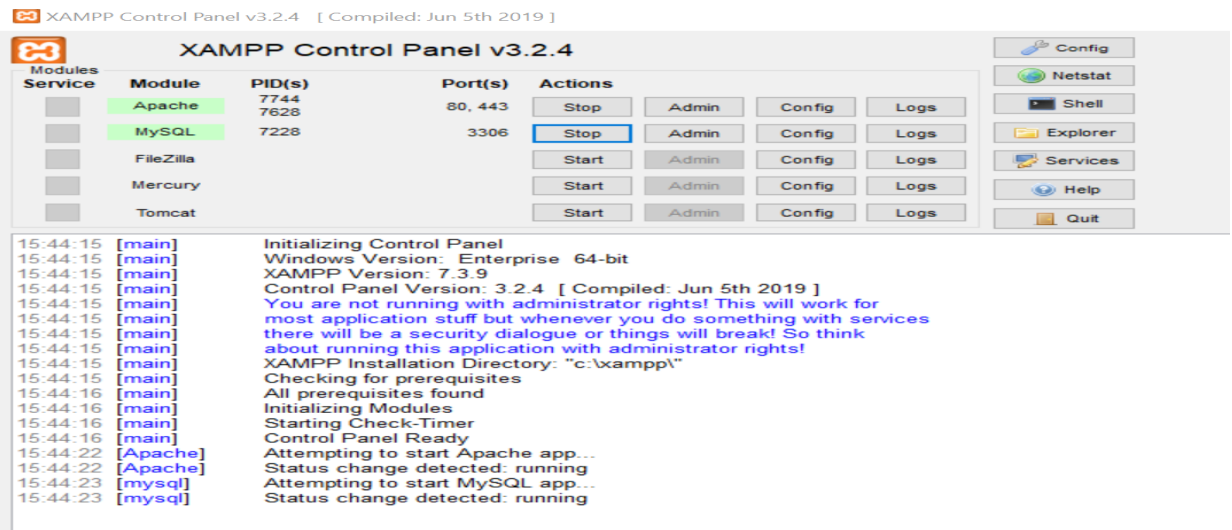 XAMPP Control Panel v3.2.4 [ Compiled: Jun 5th 2019 ]
XAMPP Control Panel v3.2.4
Config
Modules
Service Module PID(s) Port(s) Actions
Netstat
Apache 7744 7628 80, 443 Stop Admin Config Logs
Shell
MySQL 7228 3306 Stop Admin Config Logs
Explorer
FileZilla Start Admin Config Logs
Services
Mercury Start Admin Config Logs
Help
Tomcat Start Admin Config Logs
Quit
15:44:15 [main] Initializing Control Panel
15:44:15 [main] Windows Version: Enterprise 64-bit
15:44:15 [main] XAMPP Version: 7.3.9
15:44:15 [main] Control Panel Version: 3.2.4 [ Compiled: Jun 5th 2019 ]
15:44:15 [main] You are not running with administrator rights! This will work for
15:44:15 [main] most application stuff but whenever you do something with services
15:44:15 [main] there will be a security dialogue or things will break! So think
15:44:15 [main] about running this application with administrator rights!
15:44:15 [main] XAMPP Installation Directory: "c:\xampp\"
15:44:15 [main] Checking for prerequisites
15:44:16 [main] All prerequisites found
15:44:16 [main] Initializing Modules
15:44:16 [main] Starting Check-Timer
15:44:16 [main] Control Panel Ready
15:44:22 [Apache] Attempting to start Apache app...
15:44:22 [Apache] Status change detected: running
15:44:23 [mysql] Attempting to start MySQL app...
15:44:23 [mysql] Status change detected: running